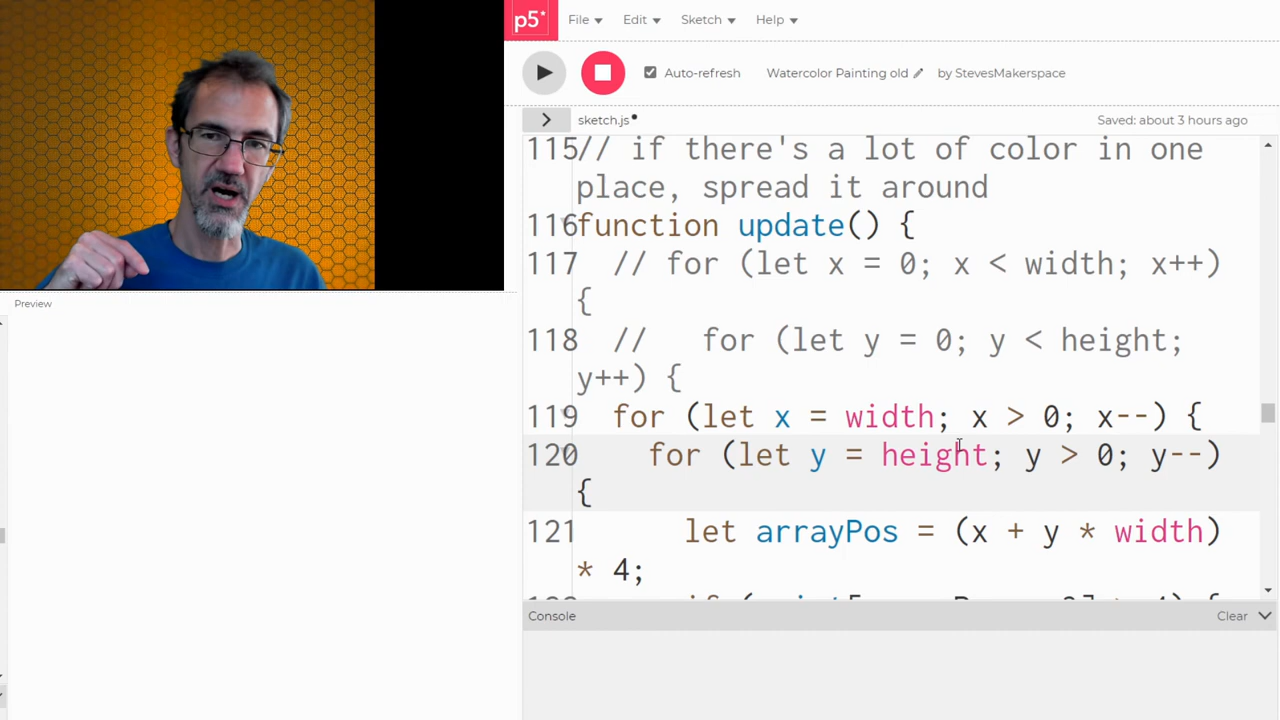 p5*
File Edit Sketch Help
Auto-refresh Watercolor Painting old by StevesMakerspace
sketch.js
Saved: about 3 hours ago
Preview
115 // if there's a lot of color in one
place, spread it around
116 function update() {
117 // for (let x = 0; x < width; x++)
{
118 // for (let y = 0; y < height;
y++) {
119 for (let x = width; x > 0; x--) {
120 for (let y = height; y > 0; y--)
{
121 let arrayPos = (x + y * width)
* 4;
Console
Clear